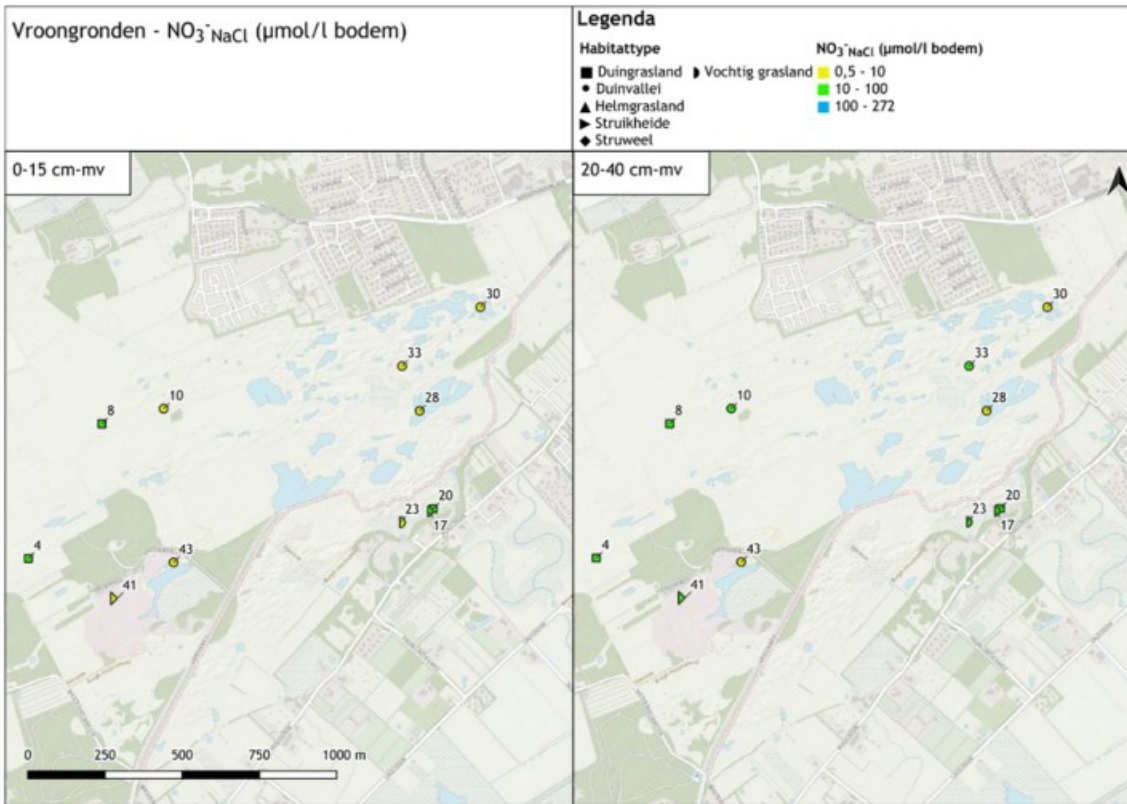 Vroongronden - NO₃⁻NaCl (µmol/l bodem)
Legenda
Habitattype
Duingrasland
Vochtig grasland
Duinvallei
Helmgrasland
Struikheide
Struweel
NO₃⁻NaCl (µmol/l bodem)
0,5 - 10
10 - 100
100 - 272
0-15 cm-mv
30
33
28
10
8
20
23
17
4
43
41
0
250
500
750
1000 m
20-40 cm-mv
30
33
28
10
8
20
23
17
4
43
41